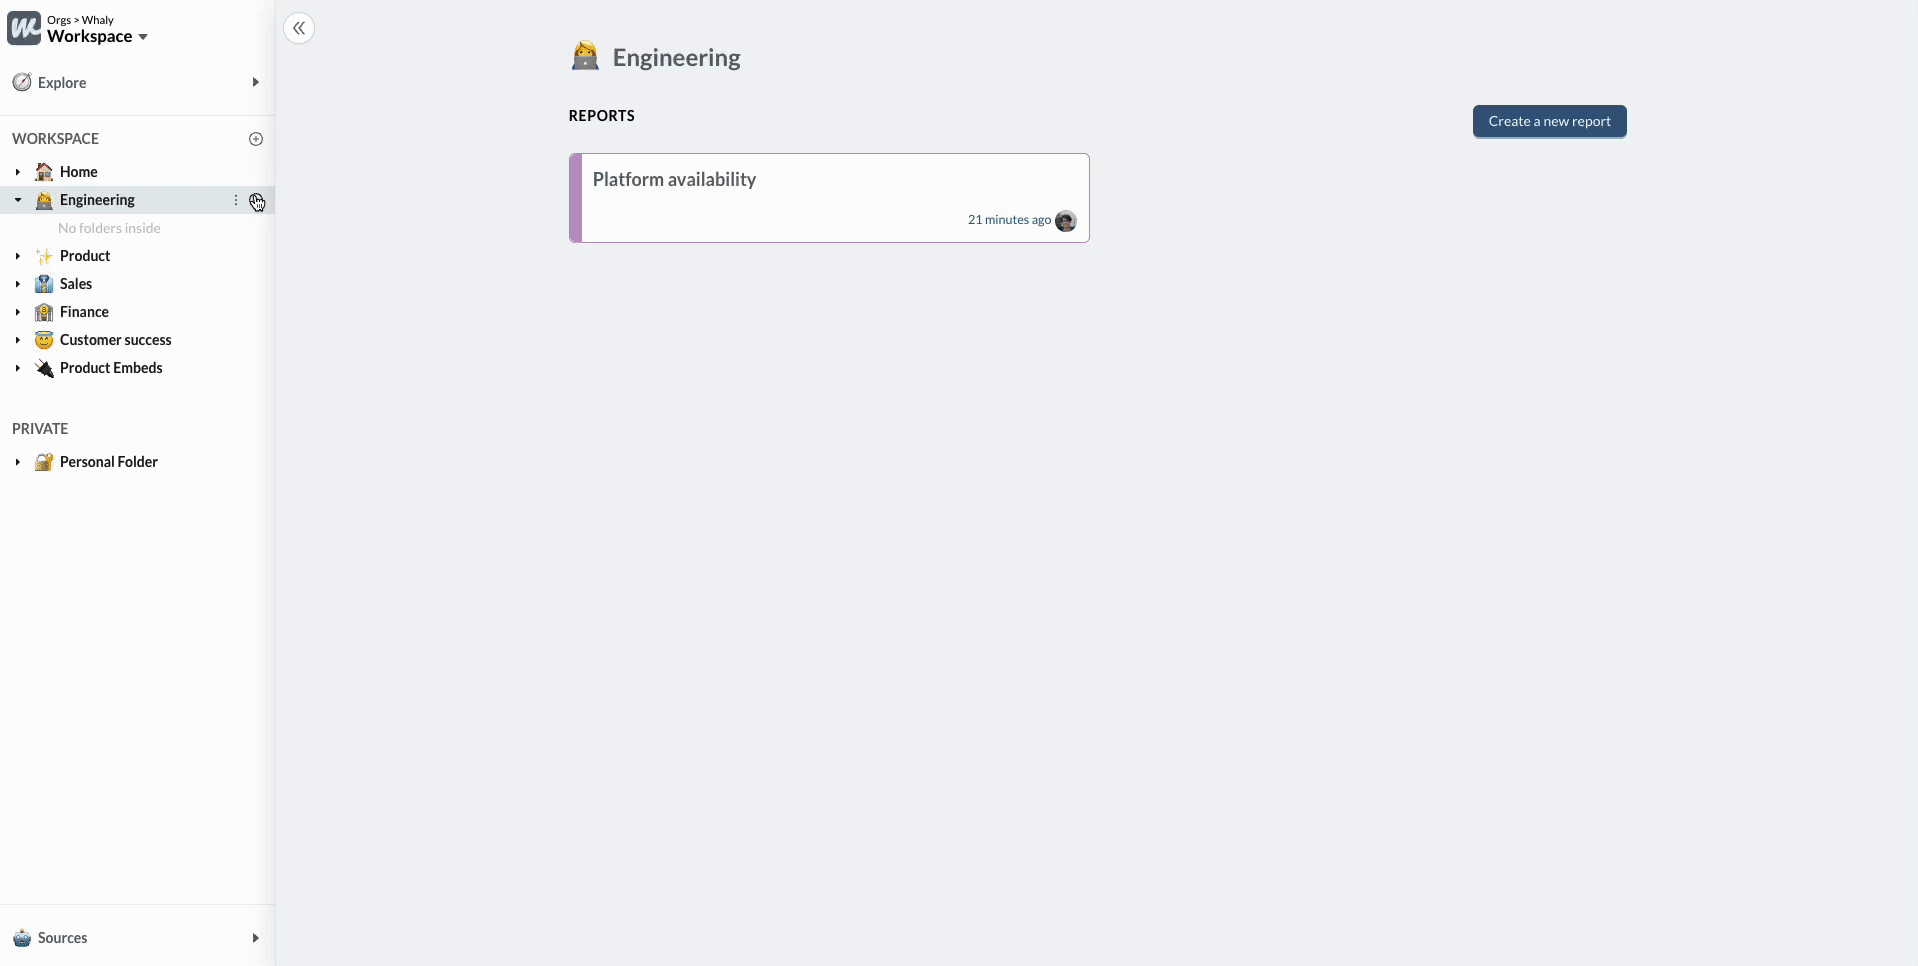 Orgs > Whaly
Workspace
Explore
WORKSPACE
Home
Engineering
No folders inside
Product
Sales
Finance
Customer success
Product Embeds
PRIVATE
Personal Folder
Sources
Engineering
REPORTS
Create a new report
Platform availability
21 minutes ago